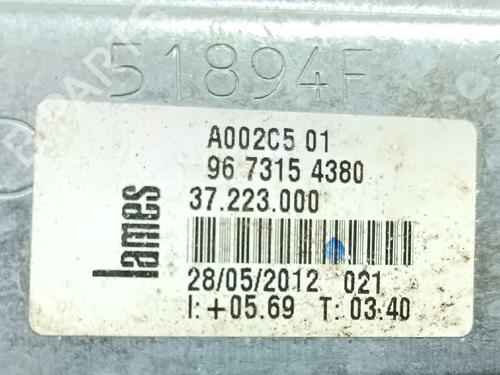 51894F
A002C5 01
96 7315 4380
37.223.000
lames
28/05/2012 021
I:+05.69 T: 03:40